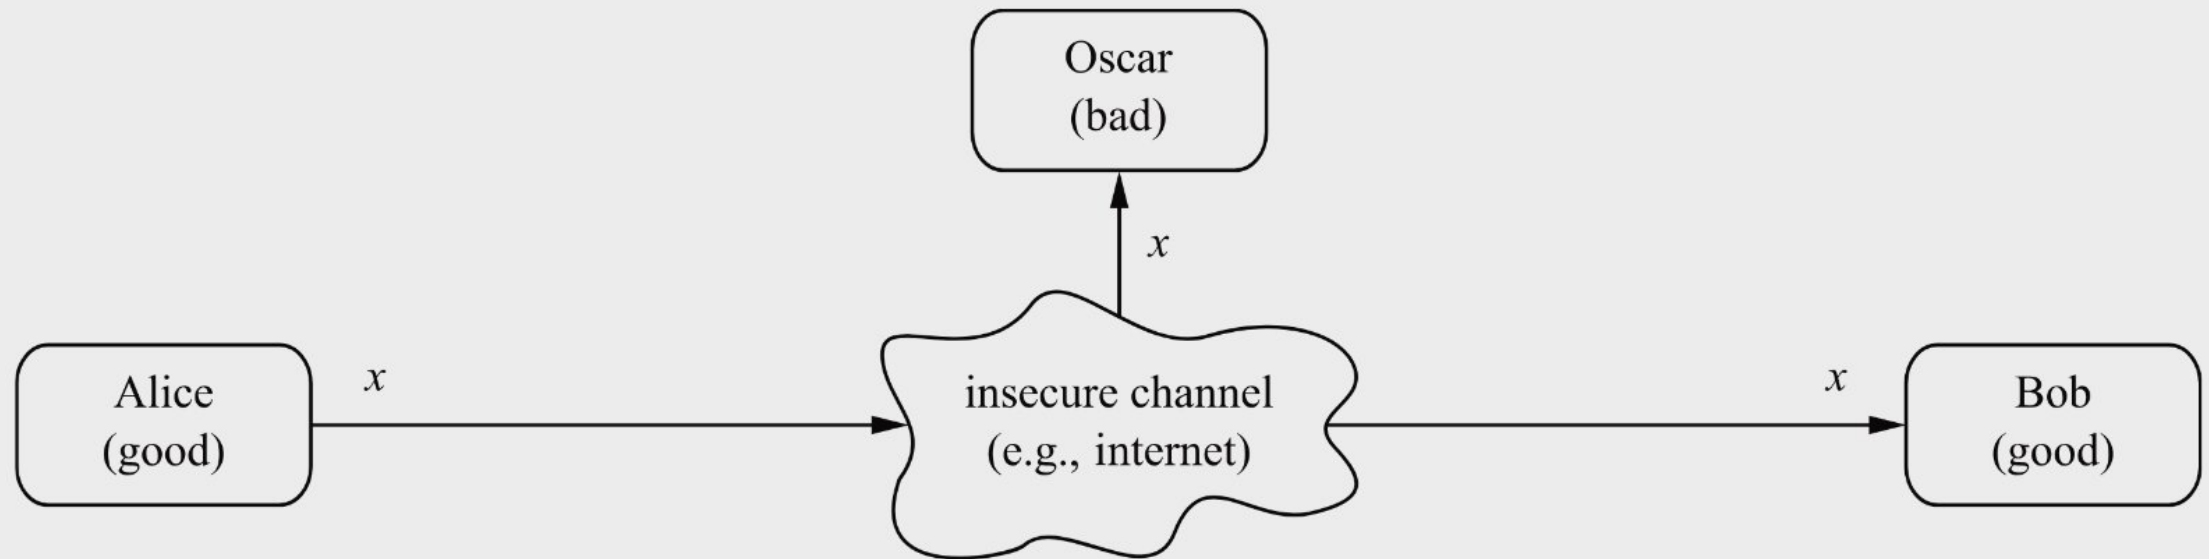 Oscar
(bad)
x
Alice
(good)
x
insecure channel
(e.g., internet)
x
Bob
(good)